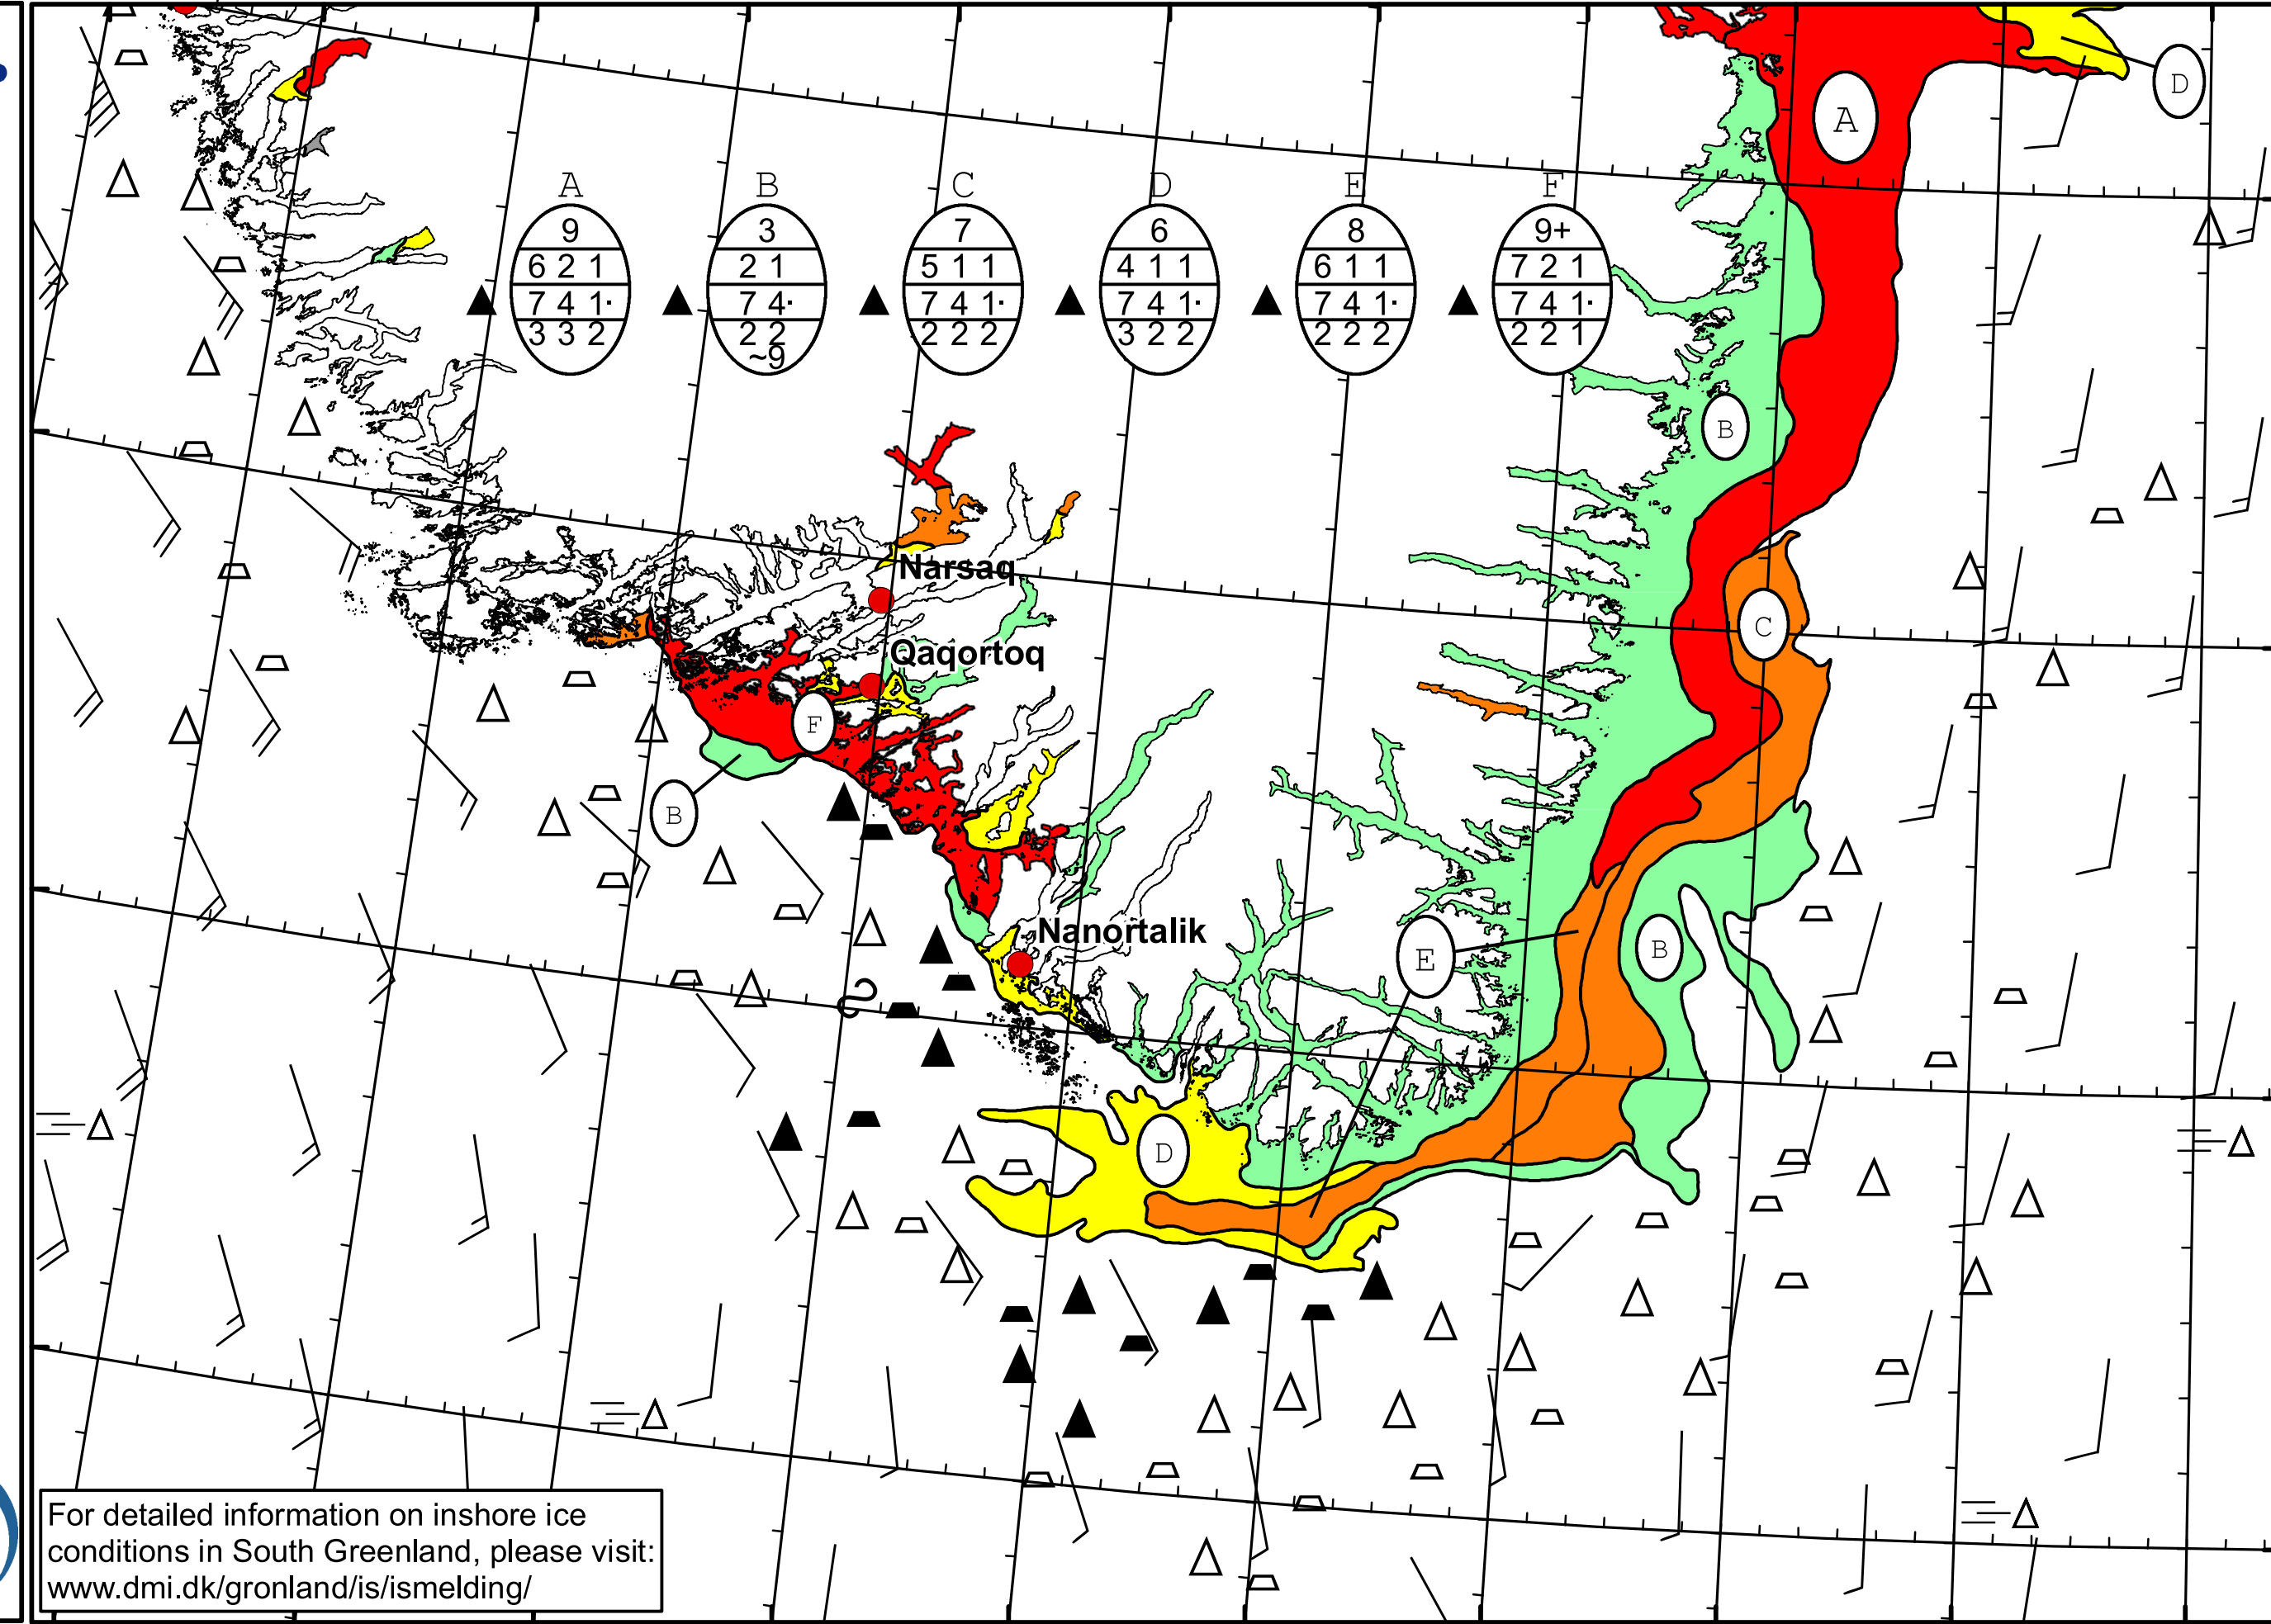 D
A
A B C D E F
9 3 7 6 8 9+
6 2 1 2 1 5 1 1 4 1 1 6 1 1 7 2 1
7 4 1· 7 4· 7 4 1· 7 4 1· 7 4 1· 7 4 1·
3 3 2 2 2 2 2 2 3 2 2 2 2 2 2 2 1
~9
B
Narsaq
C
Qaqortoq
F
B
Nanortalik
E
B
D
For detailed information on inshore ice
conditions in South Greenland, please visit:
www.dmi.dk/gronland/is/ismelding/